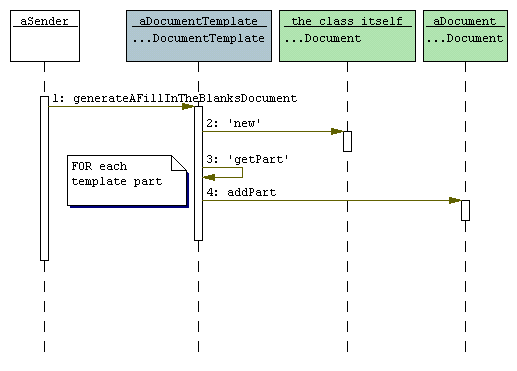 aSender
aDocumentTemplate
...DocumentTemplate
the class itself
...Document
aDocument
...Document
1: generateAFillInTheBlanksDocument
2: 'new'
3: 'getPart'
FOR each
template part
4: addPart